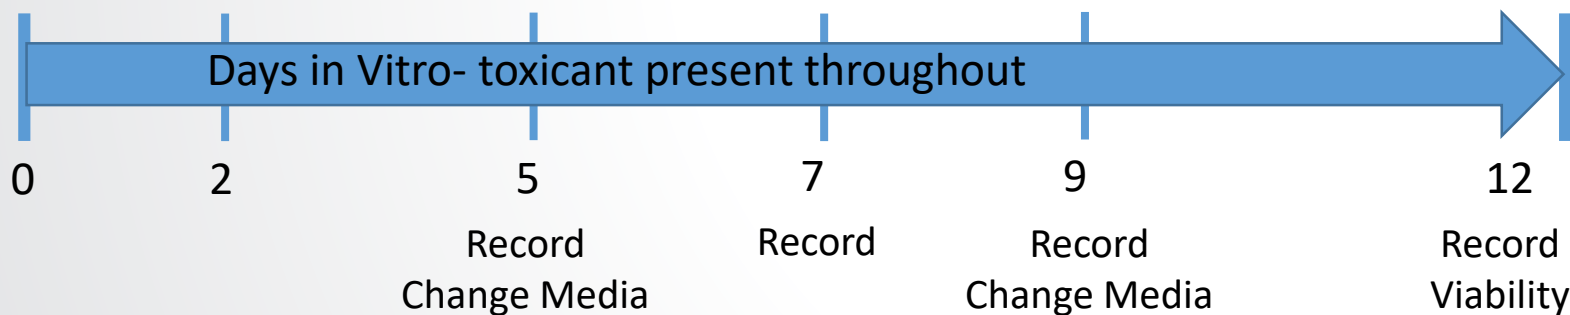 Days in Vitro- toxicant present throughout
0 2 5 7 9 12
Record Record Record Record
Change Media Change Media Viability